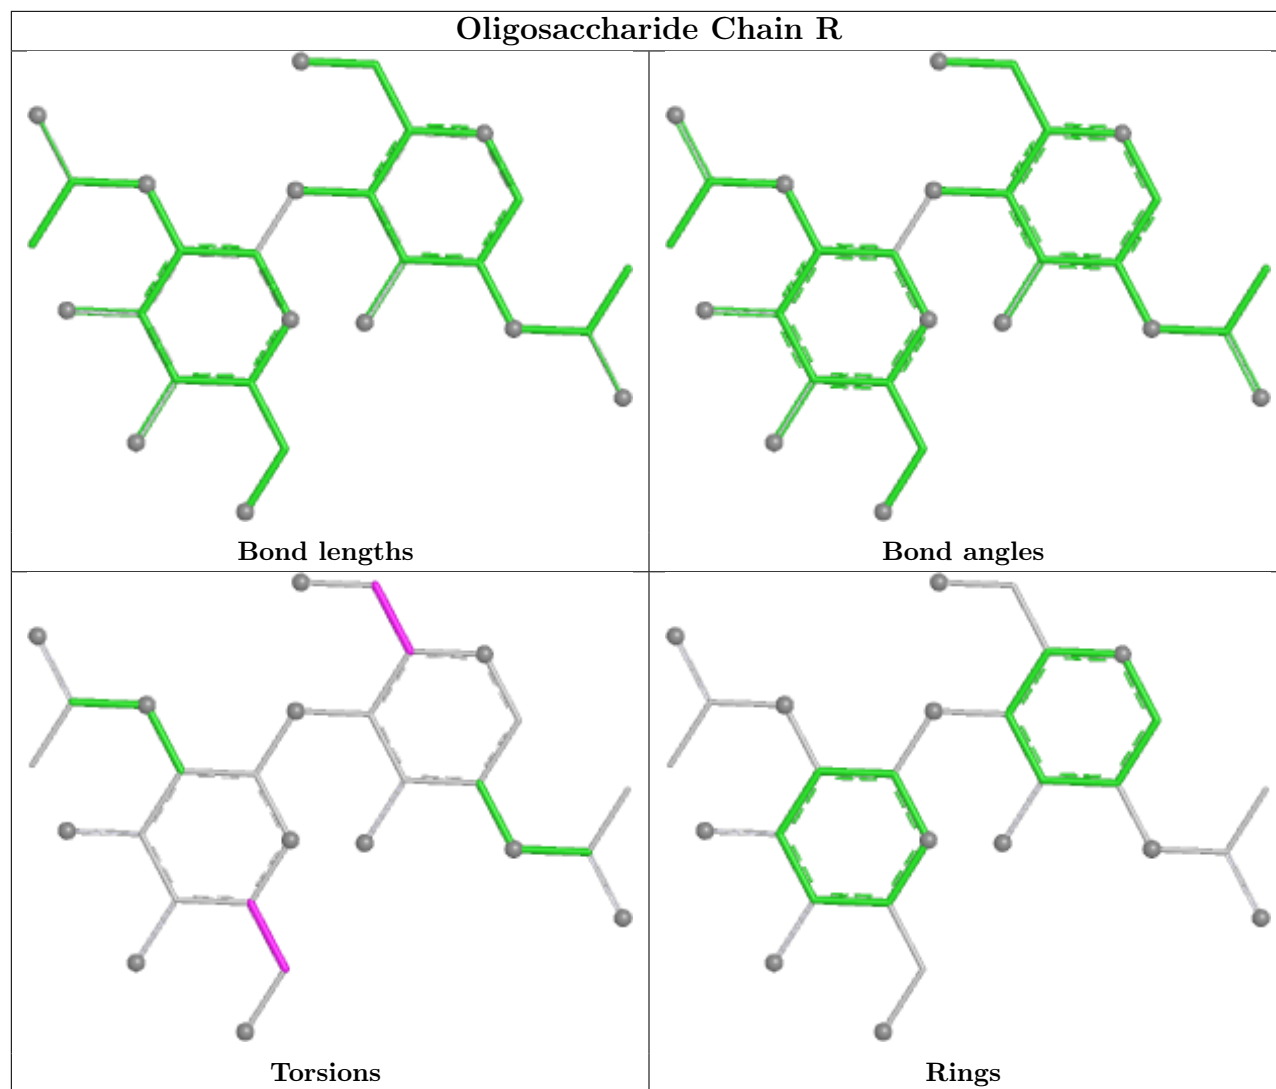 Oligosaccharide Chain R
Bond lengths
Bond angles
Torsions
Rings